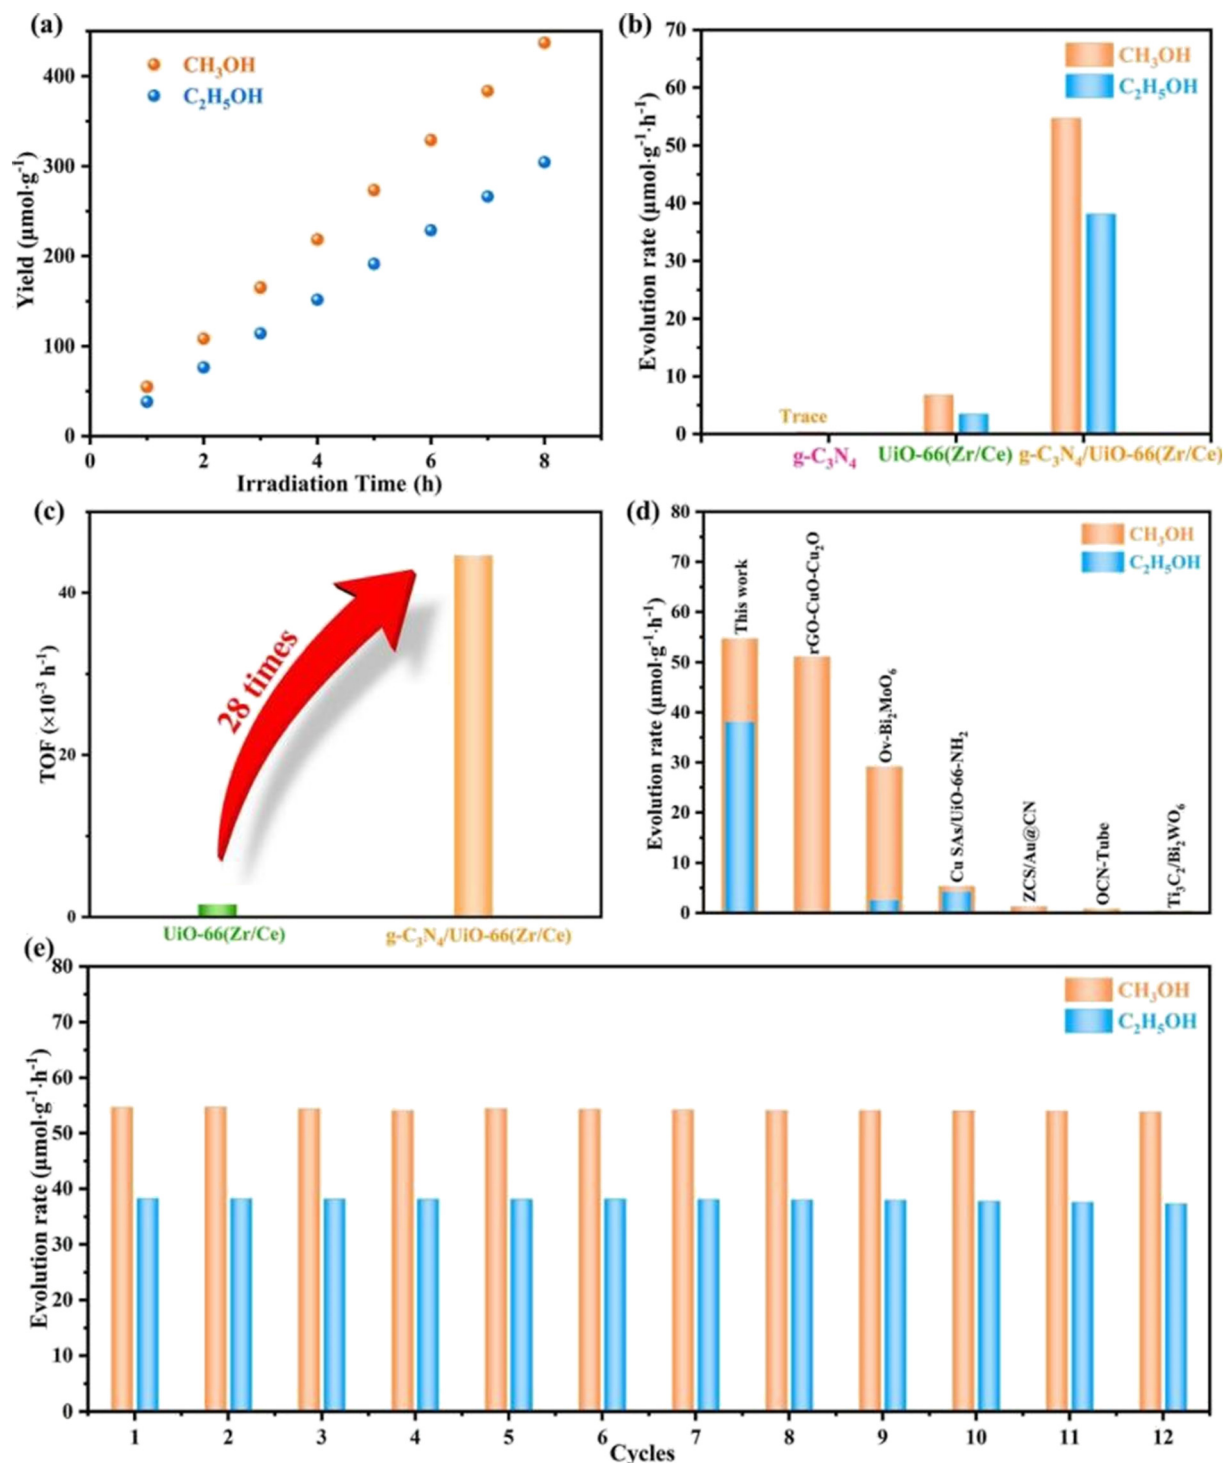 (a)
CH₃OH
C₂H₅OH
Yield (μmol·g⁻¹)
400
300
200
100
0
0 2 4 6 8
Irradiation Time (h)
(b)
CH₃OH
C₂H₅OH
Evolution rate (μmol·g⁻¹·h⁻¹)
70
60
50
40
30
20
10
0
Trace
g-C₃N₄ UiO-66(Zr/Ce) g-C₃N₄/UiO-66(Zr/Ce)
(c)
TOF (×10⁻³ h⁻¹)
40
20
0
28 times
UiO-66(Zr/Ce) g-C₃N₄/UiO-66(Zr/Ce)
(d)
CH₃OH
C₂H₅OH
Evolution rate (μmol·g⁻¹·h⁻¹)
80
70
60
50
40
30
20
10
0
This work
rGO-CuO-Cu₂O
Ov-Bi₂MoO₆
Cu SAs/UiO-66-NH₂
ZCS/Au@CN
OCN-Tube
Ti₃C₂/Bi₂WO₆
(e)
CH₃OH
C₂H₅OH
Evolution rate (μmol·g⁻¹·h⁻¹)
80
70
60
50
40
30
20
10
0
1 2 3 4 5 6 7 8 9 10 11 12
Cycles